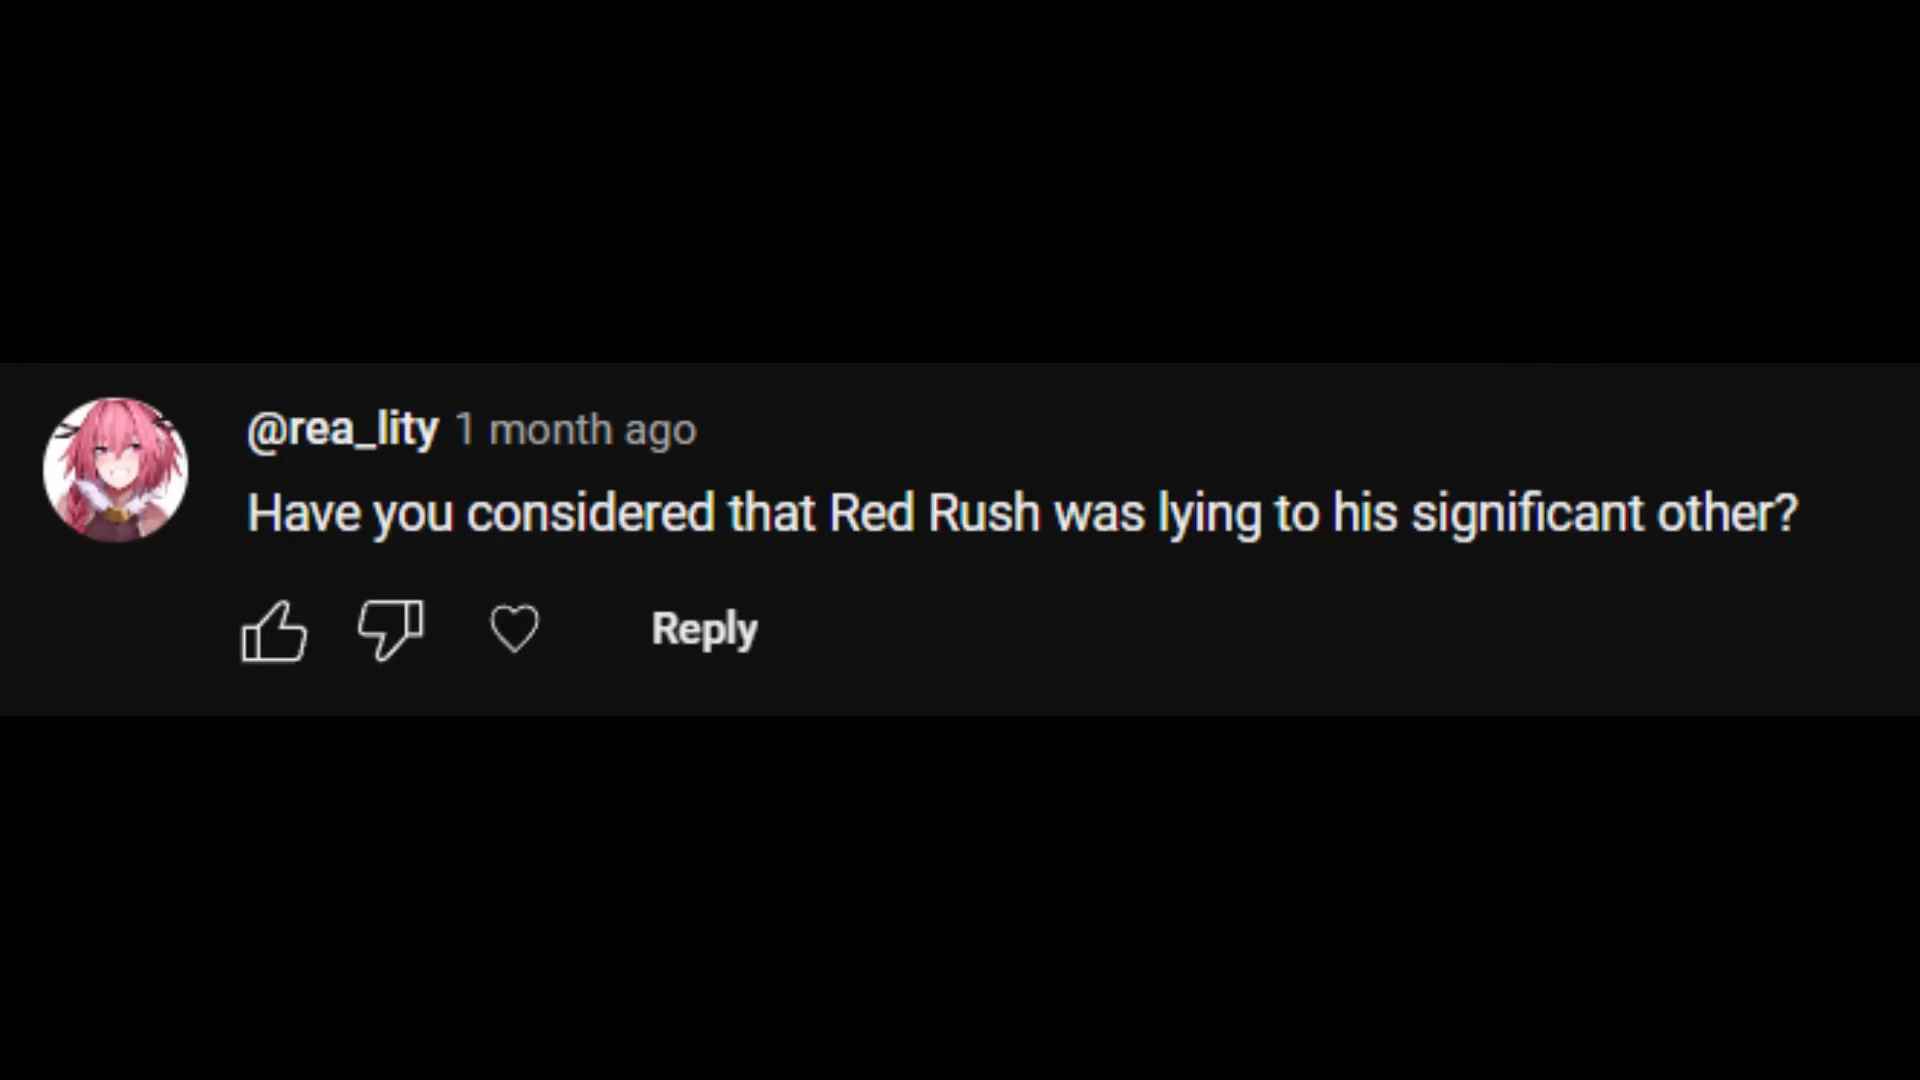 @rea_lity 1 month ago
Have you considered that Red Rush was lying to his significant other?
Reply